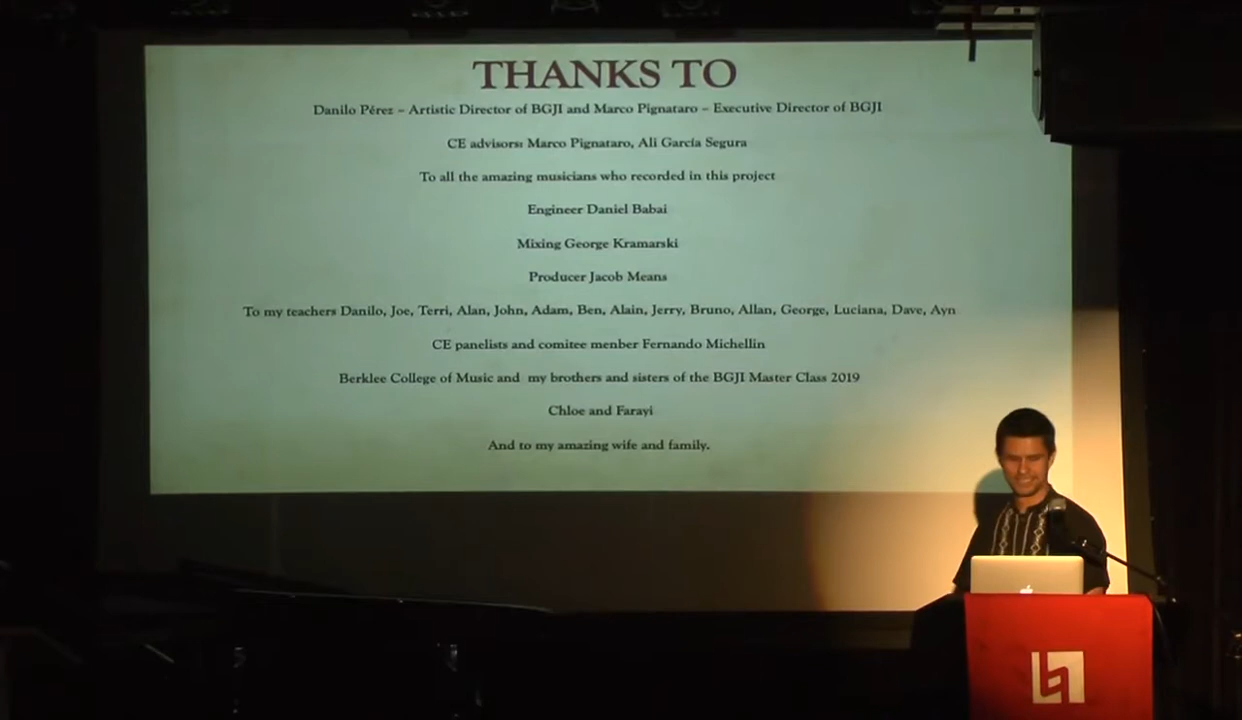 THANKS TO
Danilo Pérez – Artistic Director of BGJI and Marco Pignataro – Executive Director of BGJI
CE advisors: Marco Pignataro, Ali García Segura
To all the amazing musicians who recorded in this project
Engineer Daniel Babai
Mixing George Kramarski
Producer Jacob Means
To my teachers Danilo, Joe, Terri, Alan, John, Adam, Ben, Alain, Jerry, Bruno, Allan, George, Luciana, Dave, Ayn
CE panelists and comitee menber Fernando Michellin
Berklee College of Music and my brothers and sisters of the BGJI Master Class 2019
Chloe and Farayi
And to my amazing wife and family.